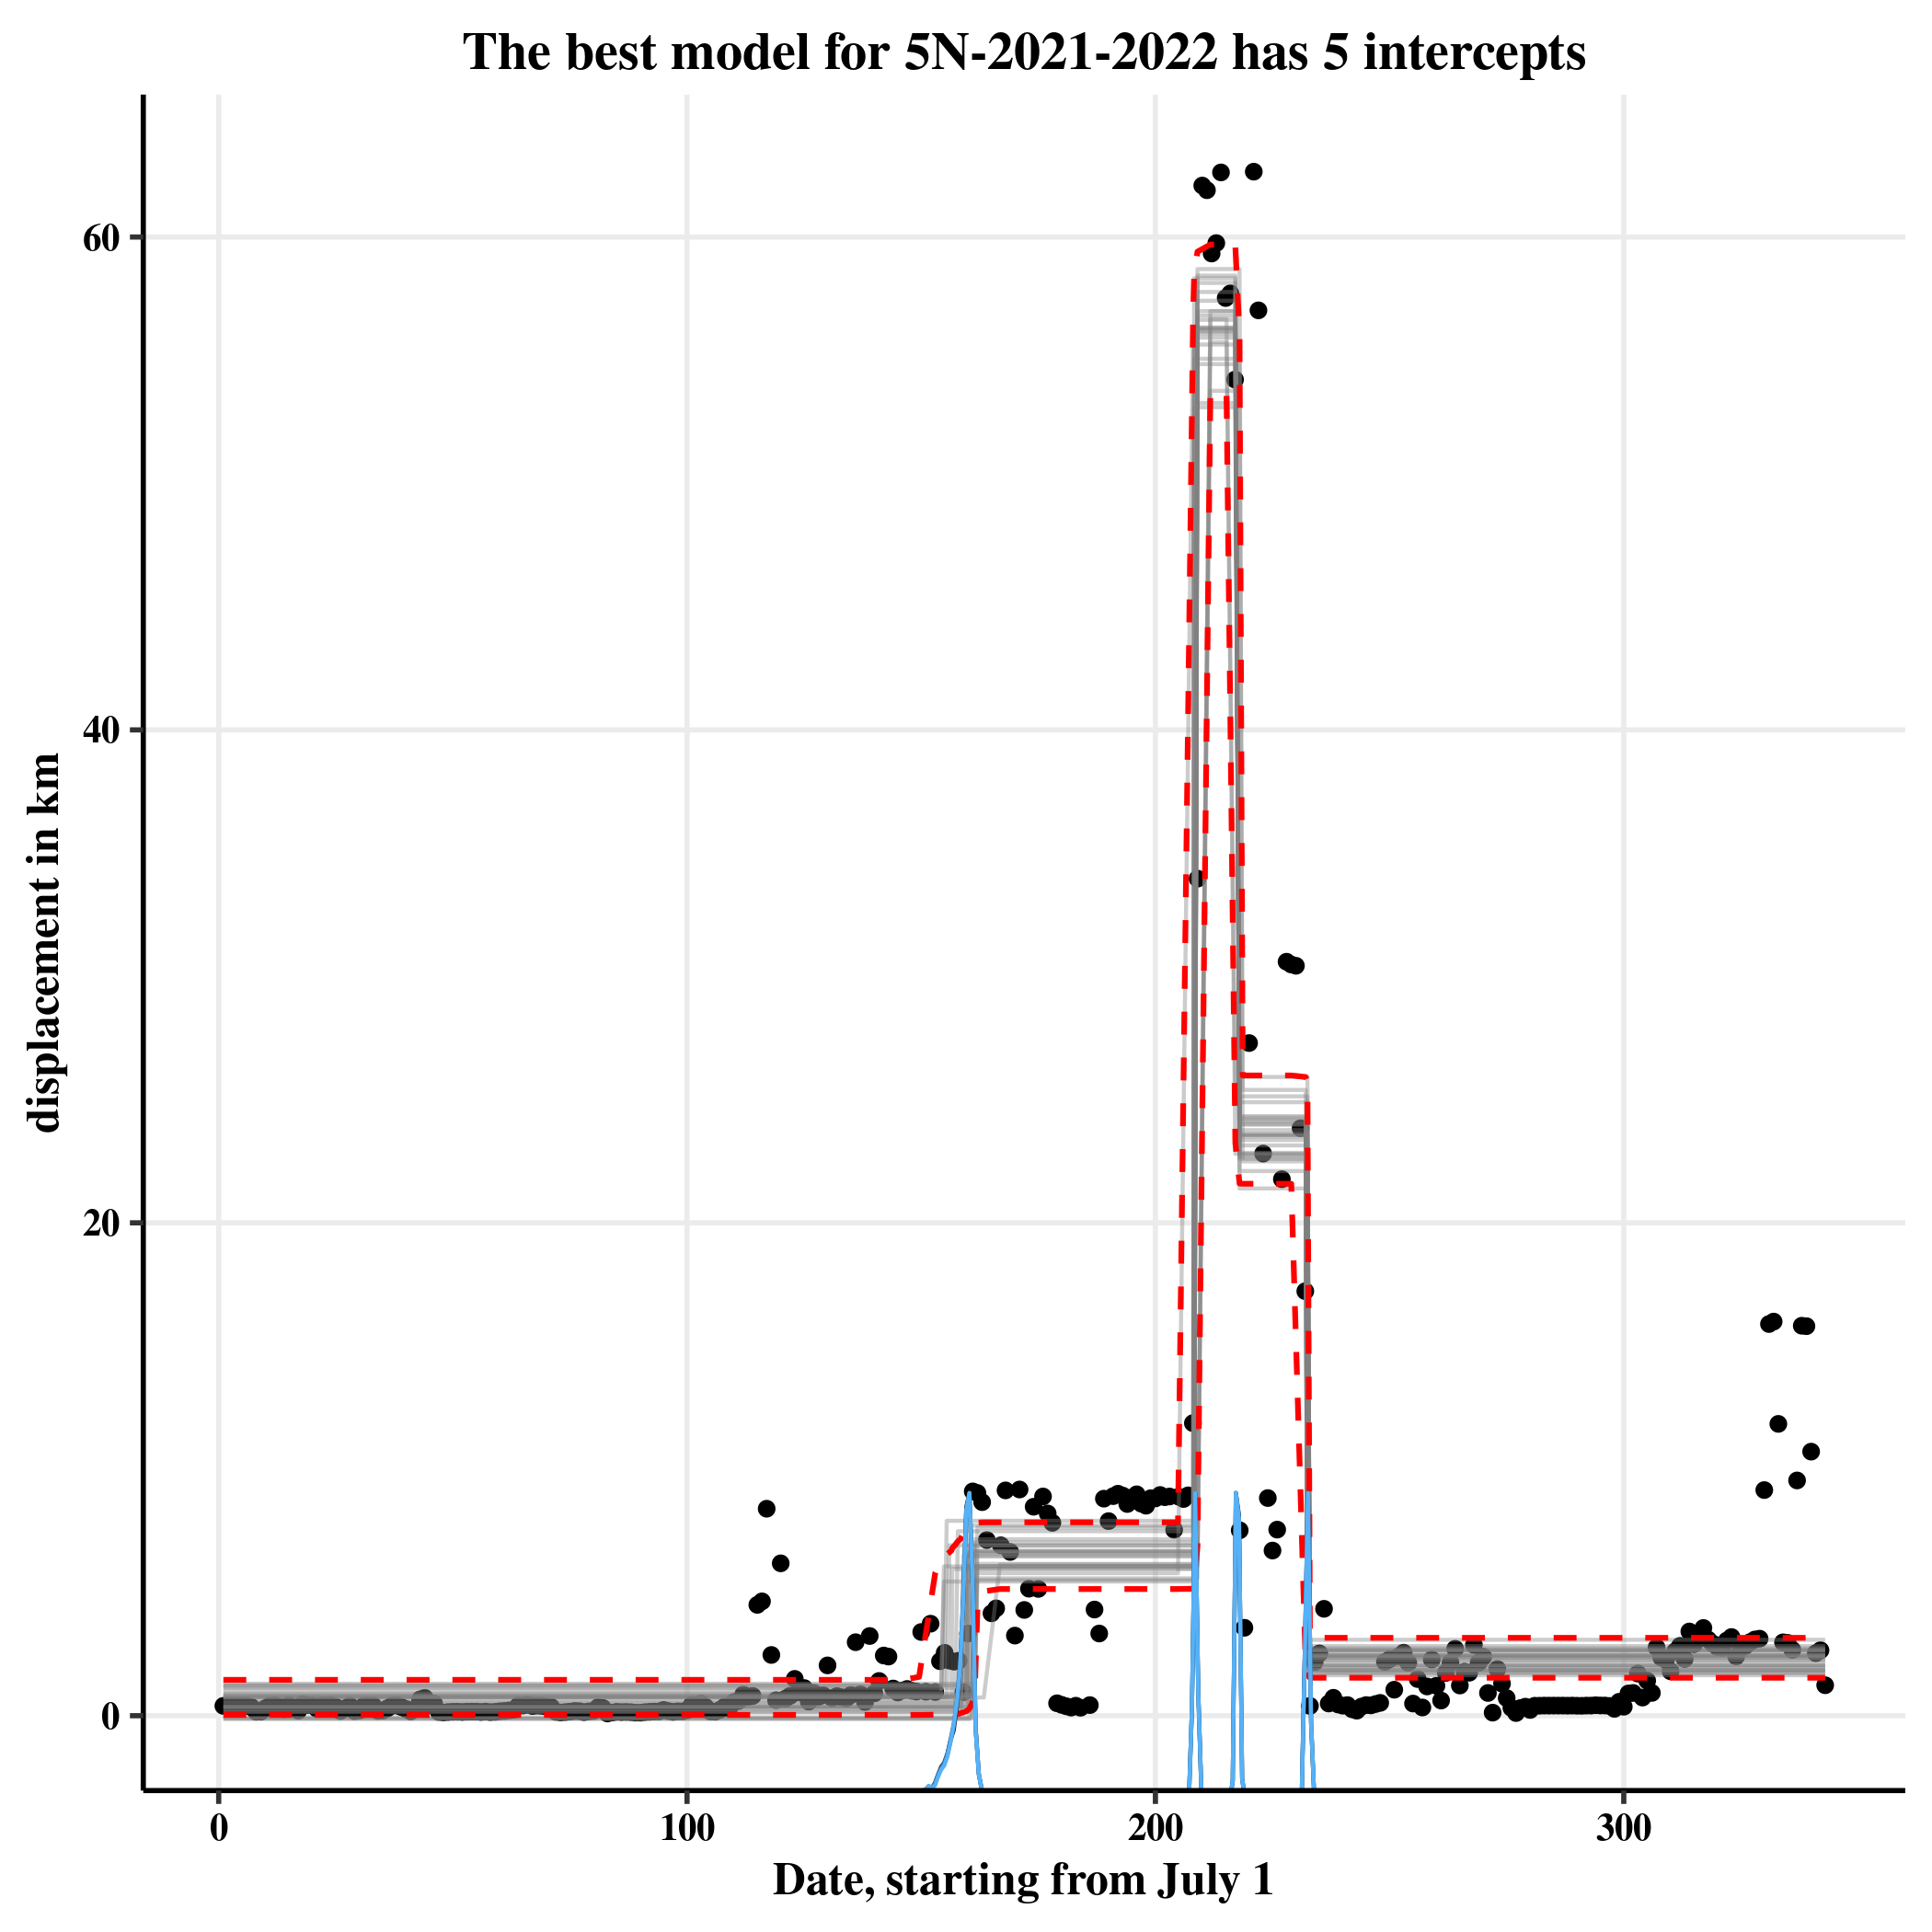 The best model for 5N-2021-2022 has 5 intercepts
displacement in km
60
40
20
0
0 100 200 300
Date, starting from July 1